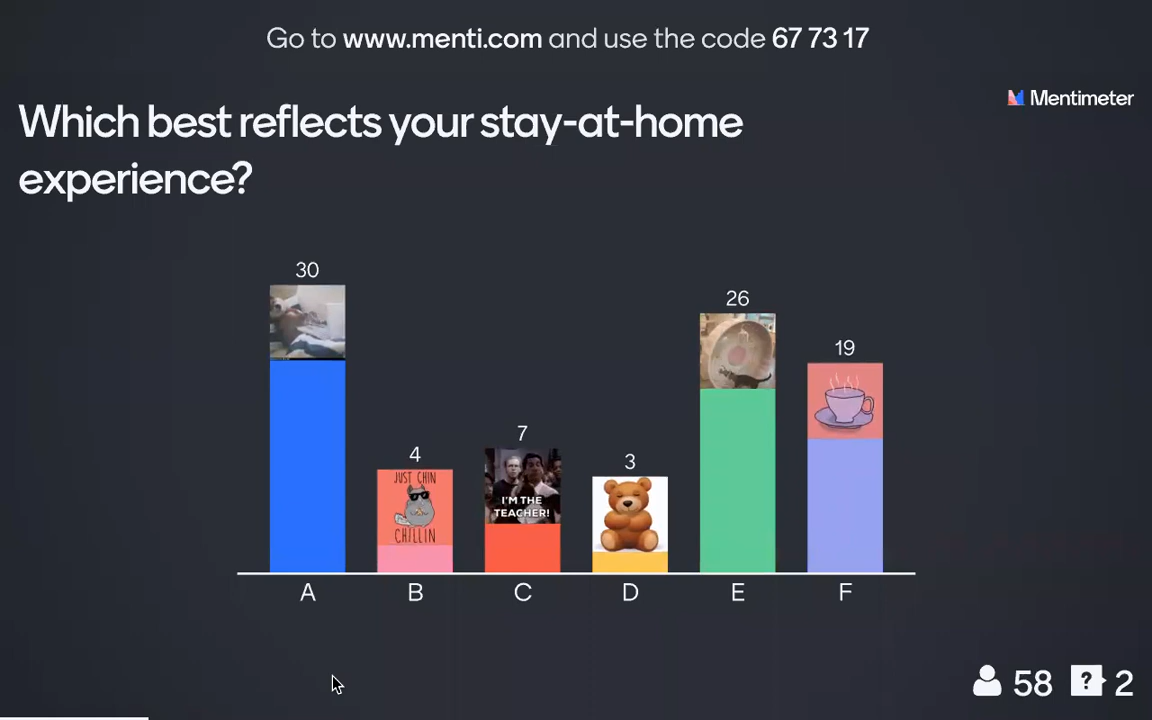 Go to www.menti.com and use the code 67 73 17
Mentimeter
Which best reflects your stay-at-home
experience?
30
4
7
3
26
19
JUST CHIN
CHILLIN
I'M THE
TEACHER!
A
B
C
D
E
F
58
? 2